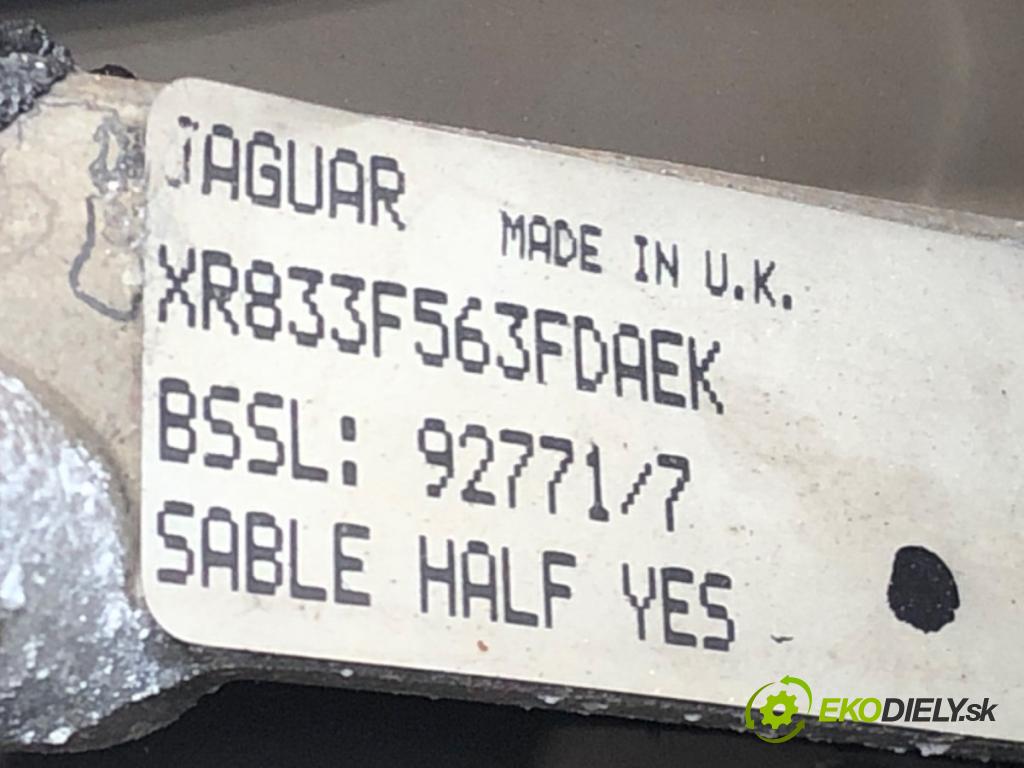 JAGUAR
MADE IN U.K.
XR833F563FDAEK
BSSL: 92771/7
SABLE HALF YES
EKODIELY.sk